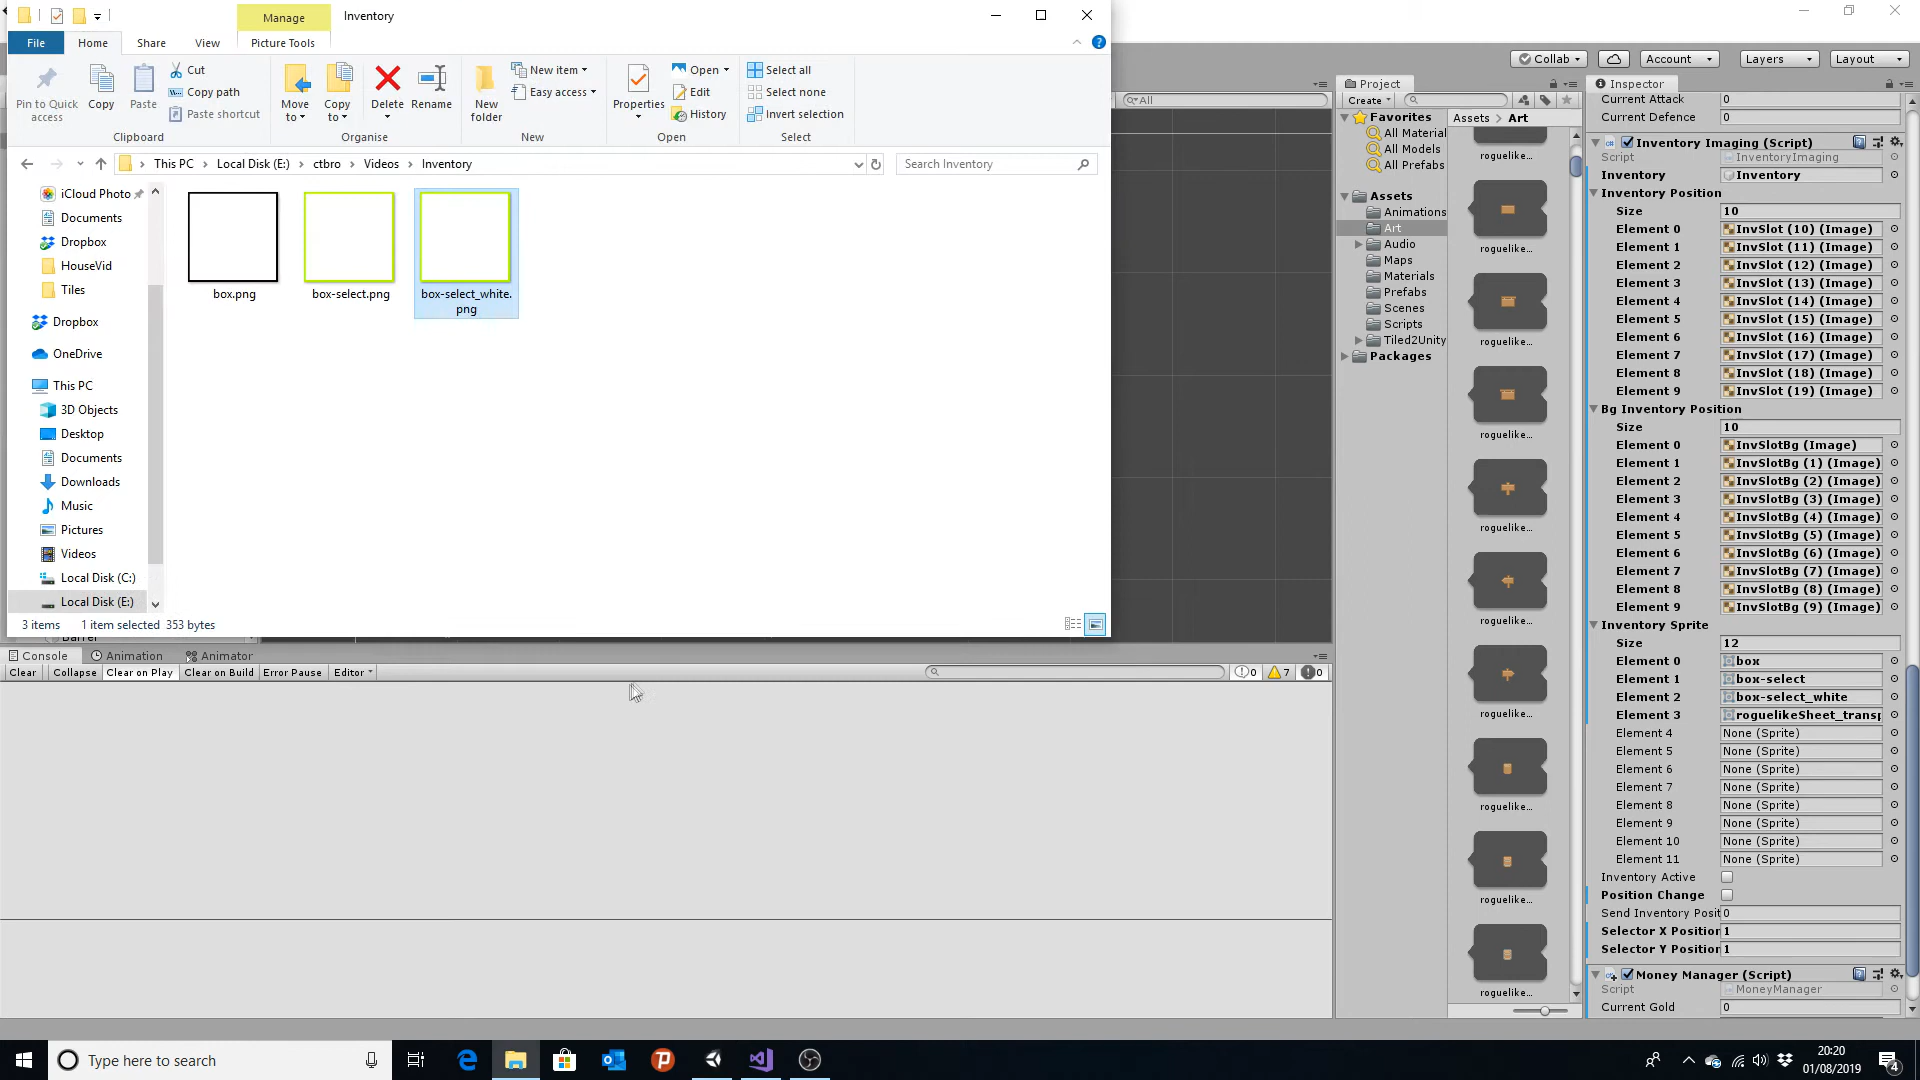 Manage
Inventory
File
Home
Share
View
Picture Tools
Pin to Quick access
Copy
Paste
Cut
Copy path
Paste shortcut
Clipboard
Move to
Copy to
Delete
Rename
Organise
New folder
New item
Easy access
New
Properties
Open
Edit
History
Open
Select all
Select none
Invert selection
Select
This PC
Local Disk (E:)
ctbro
Videos
Inventory
Search Inventory
iCloud Photo
Documents
Dropbox
HouseVid
Tiles
Dropbox
OneDrive
This PC
3D Objects
Desktop
Documents
Downloads
Music
Pictures
Videos
Local Disk (C:)
Local Disk (E:)
box.png
box-select.png
box-select_white.
png
3 items
1 item selected
353 bytes
Console
Animation
Animator
Clear
Collapse
Clear on Play
Clear on Build
Error Pause
Editor
0
7
0
Collab
Account
Layers
Layout
All
Project
Create
Favorites
All Material
All Models
All Prefabs
Assets
Animations
Art
Audio
Maps
Materials
Prefabs
Scenes
Scripts
Tiled2Unity
Packages
Assets > Art
roguelike...
roguelike...
roguelike...
roguelike...
roguelike...
roguelike...
roguelike...
roguelike...
roguelike...
roguelike...
Inspector
Current Attack 0
Current Defence 0
Inventory Imaging (Script)
Script InventoryImaging
Inventory Inventory
Inventory Position
Size 10
Element 0 InvSlot (10) (Image)
Element 1 InvSlot (11) (Image)
Element 2 InvSlot (12) (Image)
Element 3 InvSlot (13) (Image)
Element 4 InvSlot (14) (Image)
Element 5 InvSlot (15) (Image)
Element 6 InvSlot (16) (Image)
Element 7 InvSlot (17) (Image)
Element 8 InvSlot (18) (Image)
Element 9 InvSlot (19) (Image)
Bg Inventory Position
Size 10
Element 0 InvSlotBg (Image)
Element 1 InvSlotBg (1) (Image)
Element 2 InvSlotBg (2) (Image)
Element 3 InvSlotBg (3) (Image)
Element 4 InvSlotBg (4) (Image)
Element 5 InvSlotBg (5) (Image)
Element 6 InvSlotBg (6) (Image)
Element 7 InvSlotBg (7) (Image)
Element 8 InvSlotBg (8) (Image)
Element 9 InvSlotBg (9) (Image)
Inventory Sprite
Size 12
Element 0 box
Element 1 box-select
Element 2 box-select_white
Element 3 roguelikeSheet_transp
Element 4 None (Sprite)
Element 5 None (Sprite)
Element 6 None (Sprite)
Element 7 None (Sprite)
Element 8 None (Sprite)
Element 9 None (Sprite)
Element 10 None (Sprite)
Element 11 None (Sprite)
Inventory Active
Position Change
Send Inventory Posit 0
Selector X Position 1
Selector Y Position 1
Money Manager (Script)
Script MoneyManager
Current Gold 0
Type here to search
20:20
01/08/2019
4